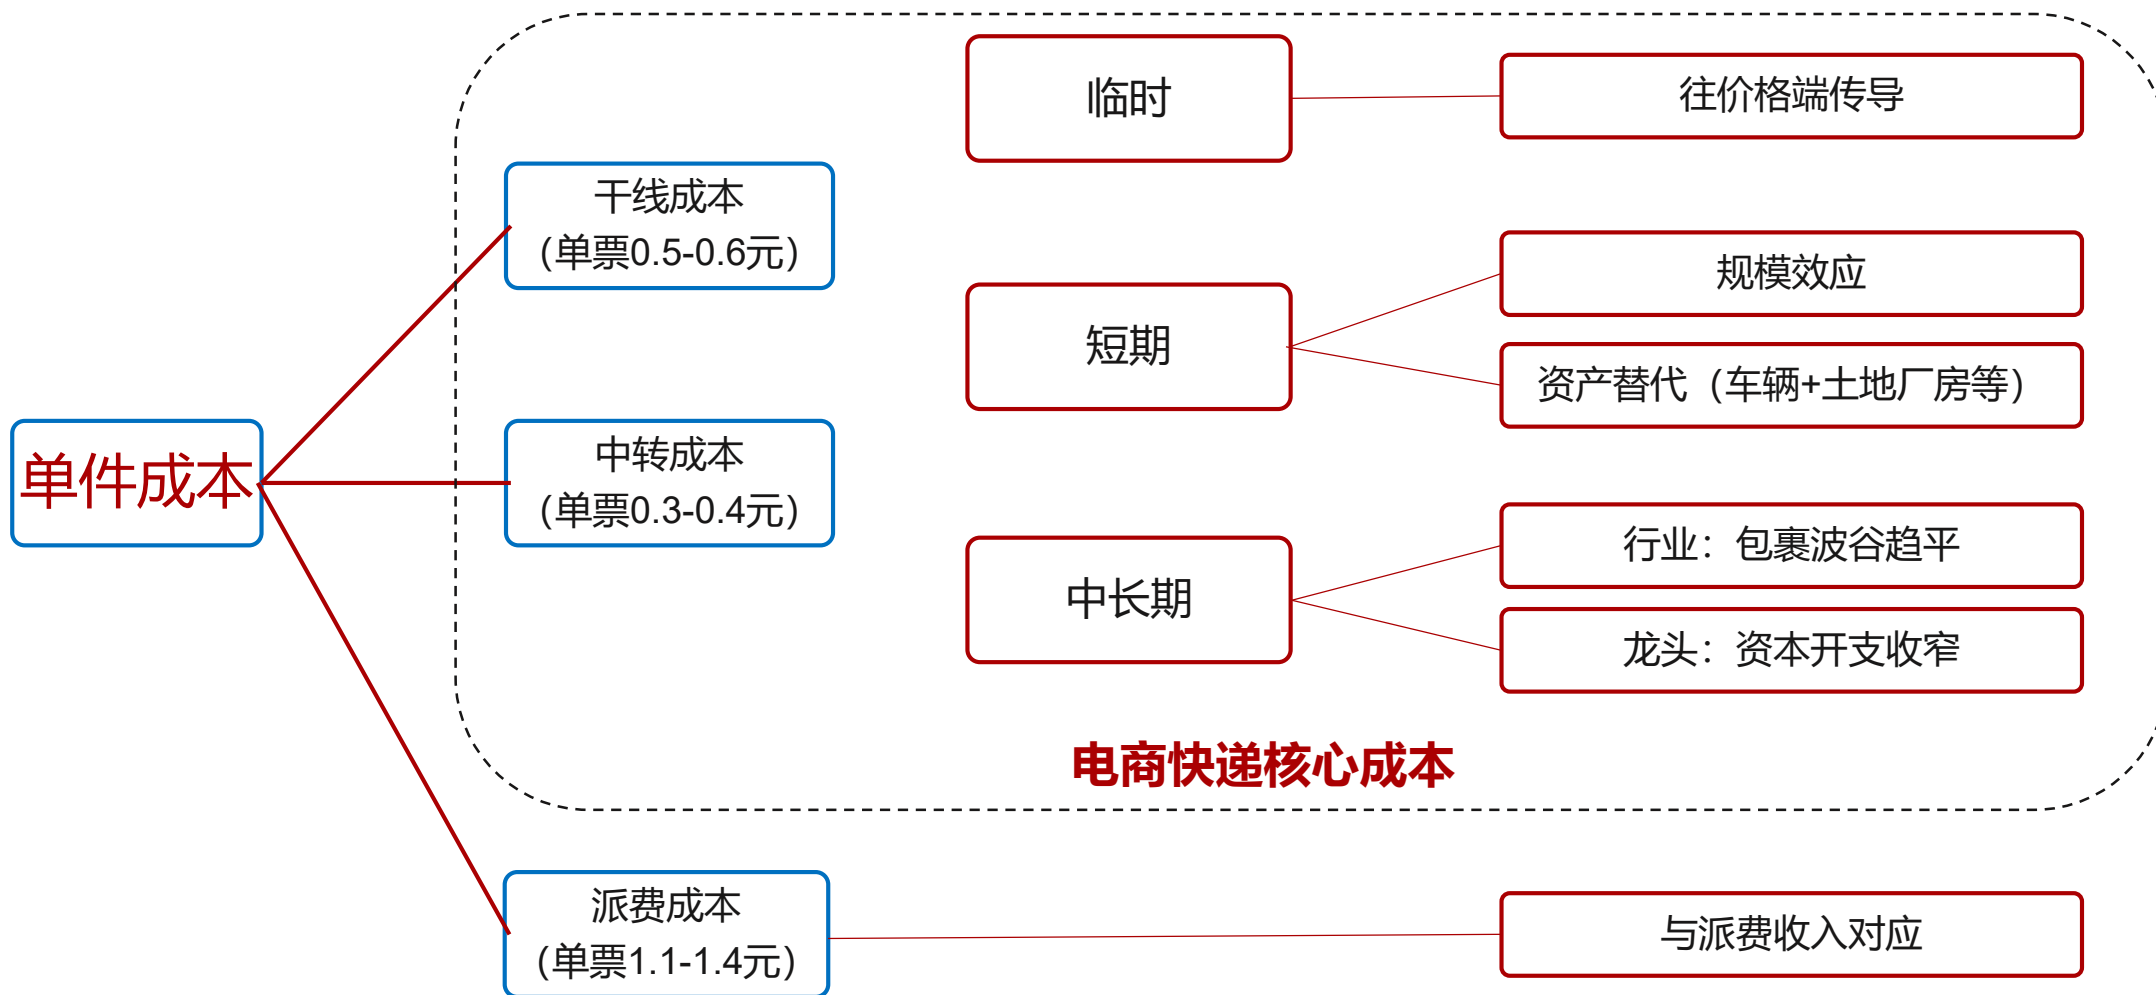 单件成本
干线成本
（单票0.5-0.6元）
中转成本
（单票0.3-0.4元）
派费成本
（单票1.1-1.4元）
临时
往价格端传导
短期
规模效应
资产替代（车辆+土地厂房等）
中长期
行业：包裹波谷趋平
龙头：资本开支收窄
电商快递核心成本
与派费收入对应